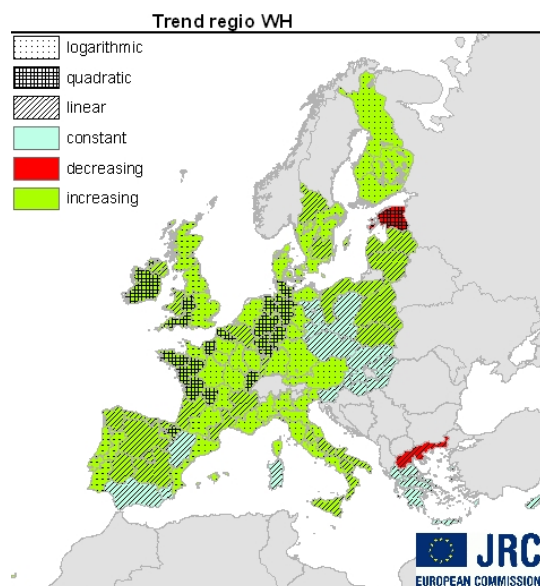 Trend regio WH
logarithmic
quadratic
linear
constant
decreasing
increasing
JRC
EUROPEAN COMMISSION